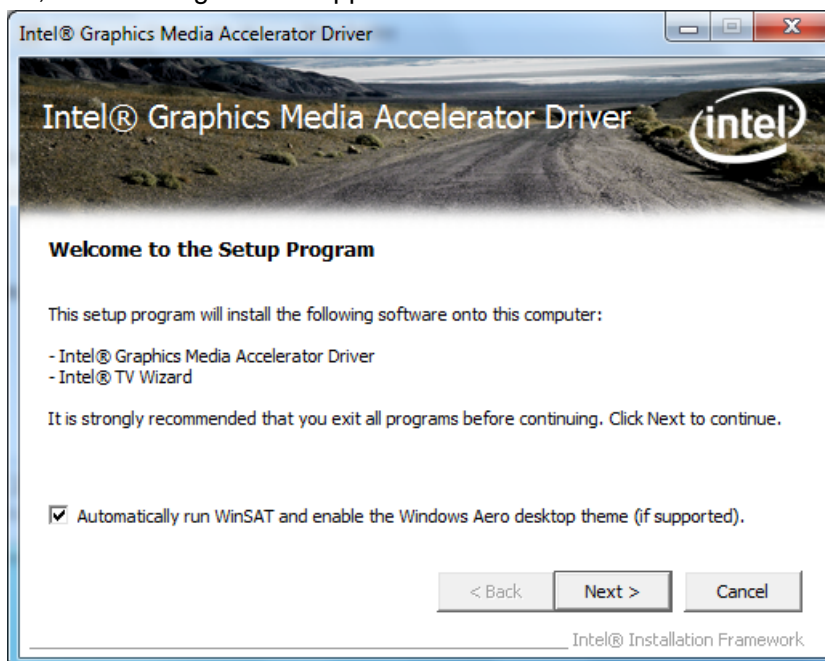 Intel® Graphics Media Accelerator Driver
Intel® Graphics Media Accelerator Driver
intel
Welcome to the Setup Program
This setup program will install the following software onto this computer:
- Intel® Graphics Media Accelerator Driver
- Intel® TV Wizard
It is strongly recommended that you exit all programs before continuing. Click Next to continue.
Automatically run WinSAT and enable the Windows Aero desktop theme (if supported).
< Back Next > Cancel
Intel® Installation Framework